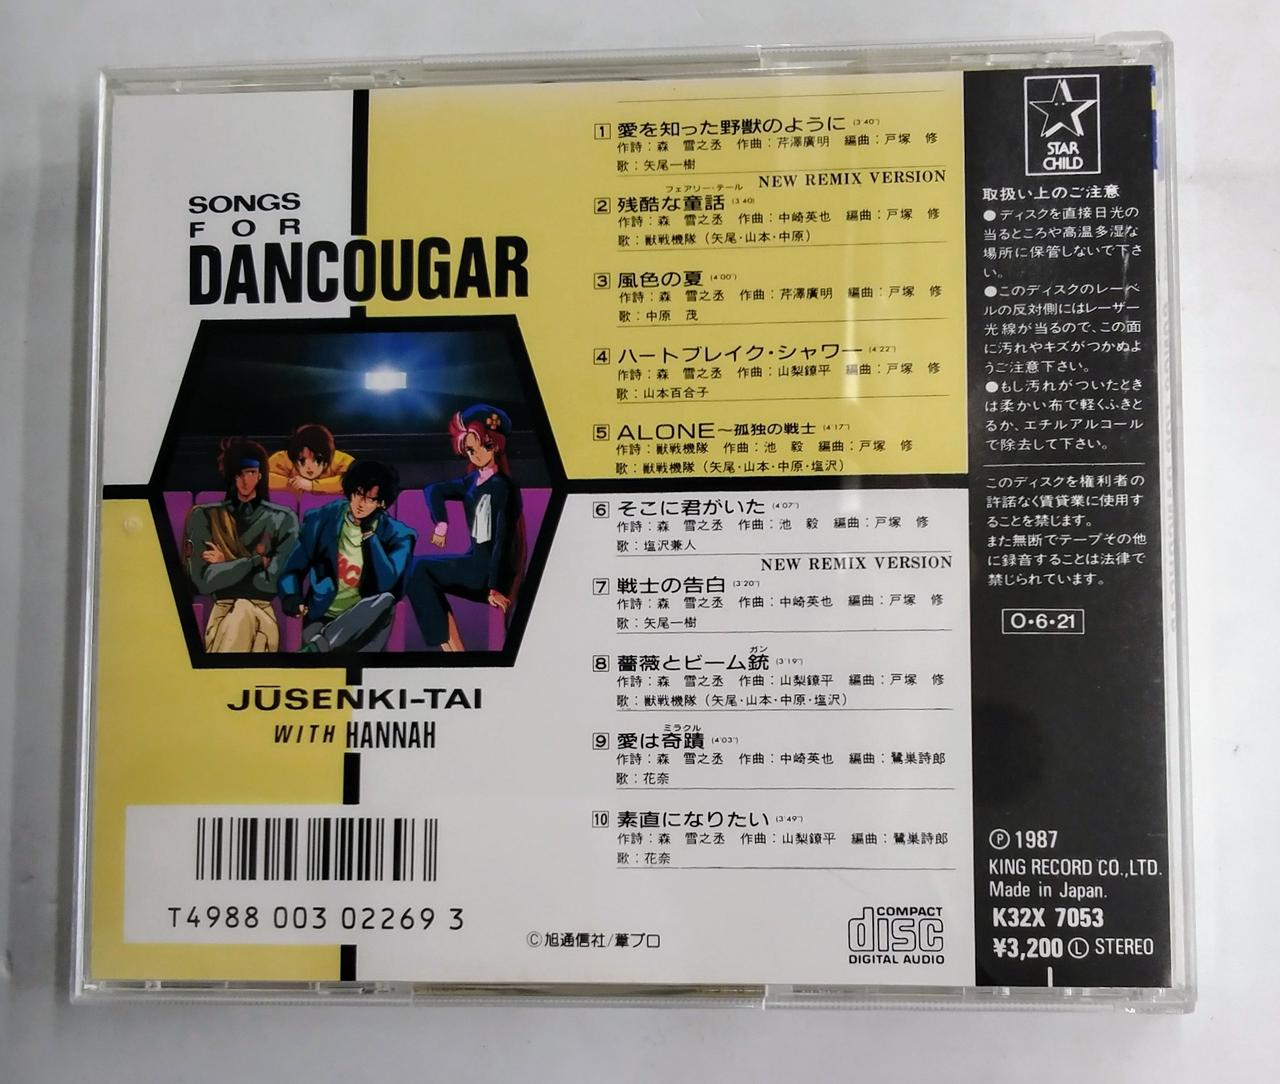 SONGS
FOR
DANCOUGAR
JŪSENKI-TAI
WITH HANNAH
T4988 003 02269 3
1 愛を知った野獣のように (3'40")
作詩：森 雪之丞 作曲：芹澤廣明 編曲：戸塚 修
歌：矢尾一樹
NEW REMIX VERSION
フェアリー・テール
2 残酷な童話 (3'40)
作詩：森 雪之丞 作曲：中崎英也 編曲：戸塚 修
歌：獣戦機隊（矢尾・山本・中原）
3 風色の夏 (4'00")
作詩：森 雪之丞 作曲：芹澤廣明 編曲：戸塚 修
歌：中原 茂
4 ハートブレイク・シャワー (4'22")
作詩：森 雪之丞 作曲：山梨鐐平 編曲：戸塚 修
歌：山本百合子
5 ALONE〜孤独の戦士 (4'17")
作詩：獣戦機隊 作曲：池 毅 編曲：戸塚 修
歌：獣戦機隊（矢尾・山本・中原・塩沢）
6 そこに君がいた (4'07")
作詩：森 雪之丞 作曲：池 毅 編曲：戸塚 修
歌：塩沢兼人
NEW REMIX VERSION
7 戦士の告白 (3'20")
作詩：森 雪之丞 作曲：中崎英也 編曲：戸塚 修
歌：矢尾一樹
ガン
8 薔薇とビーム銃 (3'19")
作詩：森 雪之丞 作曲：山梨鐐平 編曲：戸塚 修
歌：獣戦機隊（矢尾・山本・中原・塩沢）
ミラクル
9 愛は奇蹟 (4'03")
作詩：森 雪之丞 作曲：中崎英也 編曲：鷺巣詩郎
歌：花奈
10 素直になりたい (3'49")
作詩：森 雪之丞 作曲：山梨鐐平 編曲：鷺巣詩郎
歌：花奈
©旭通信社/葦プロ
COMPACT
disc
DIGITAL AUDIO
STAR
CHILD
取扱い上のご注意
●ディスクを直接日光の
当るところや高温多湿な
場所に保管しないで下さ
い。
●このディスクのレーベ
ルの反対側にはレーザー
光線が当るので、この面
に汚れやキズがつかぬよ
うご注意下さい。
●もし汚れがついたとき
は柔かい布で軽くふきと
るか、エチルアルコール
で除去して下さい。
このディスクを権利者の
許諾なく賃貸業に使用す
ることを禁じます。
また無断でテープその他
に録音することは法律で
禁じられています。
O・6・21
Ⓟ1987
KING RECORD CO.,LTD.
Made in Japan.
K32X 7053
¥3,200 Ⓛ STEREO